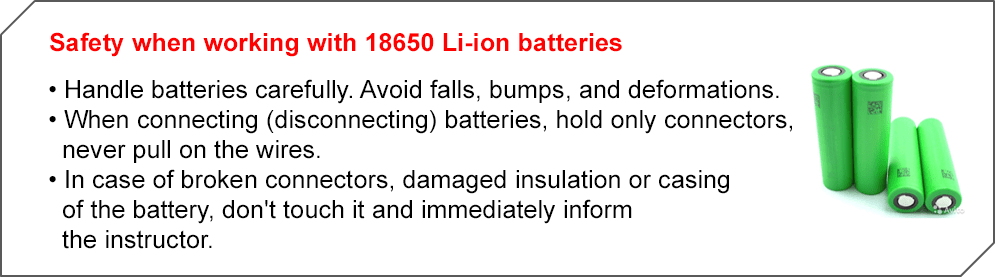 Safety when working with 18650 Li-ion batteries
• Handle batteries carefully. Avoid falls, bumps, and deformations.
• When connecting (disconnecting) batteries, hold only connectors,
never pull on the wires.
• In case of broken connectors, damaged insulation or casing
of the battery, don't touch it and immediately inform
the instructor.
Avito